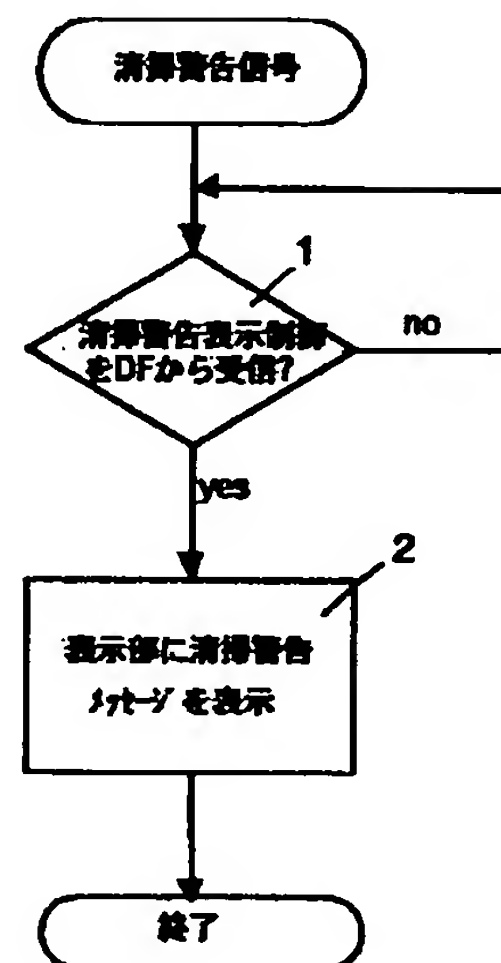 清掃警告信号
1
清掃警告表示制御
をDFから受信?
no
yes
2
表示部に清掃警告
ﾒｯｾｰｼﾞを表示
終了